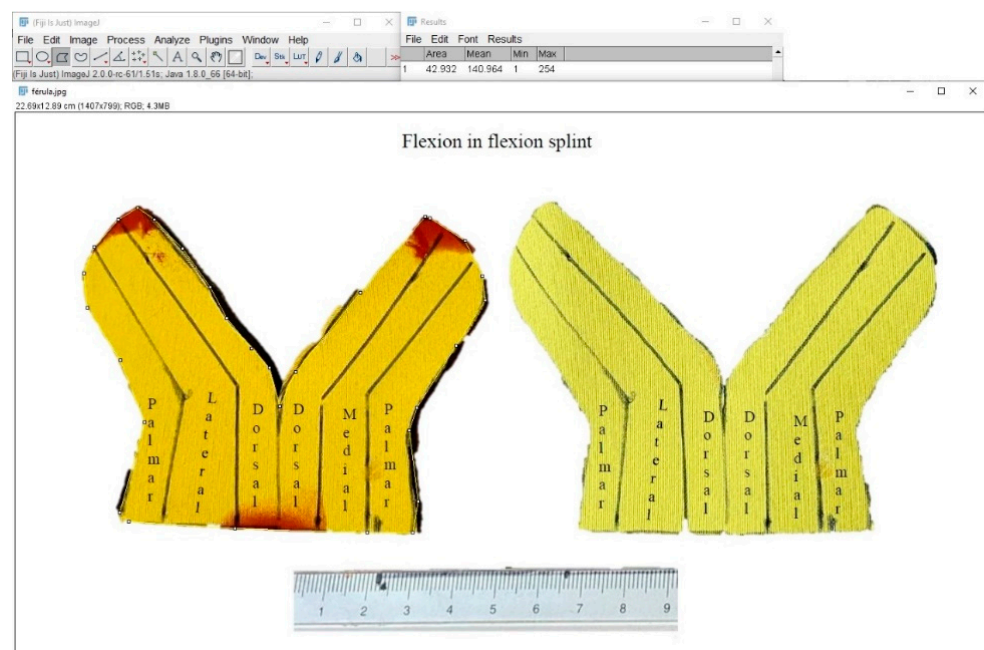 (Fiji Is Just) ImageJ
File Edit Image Process Analyze Plugins Window Help
Dev Stk LUT
(Fiji Is Just) ImageJ 2.0.0-rc-61/1.51s; Java 1.8.0_66 [64-bit];
Results
File Edit Font Results
Area Mean Min Max
1 42.932 140.964 1 254
férula.jpg
22.69x12.89 cm (1407x799); RGB; 4.3MB
Flexion in flexion splint
Palmar
Lateral
Dorsal
Dorsal
Medial
Palmar
Palmar
Lateral
Dorsal
Dorsal
Medial
Palmar
1 2 3 4 5 6 7 8 9